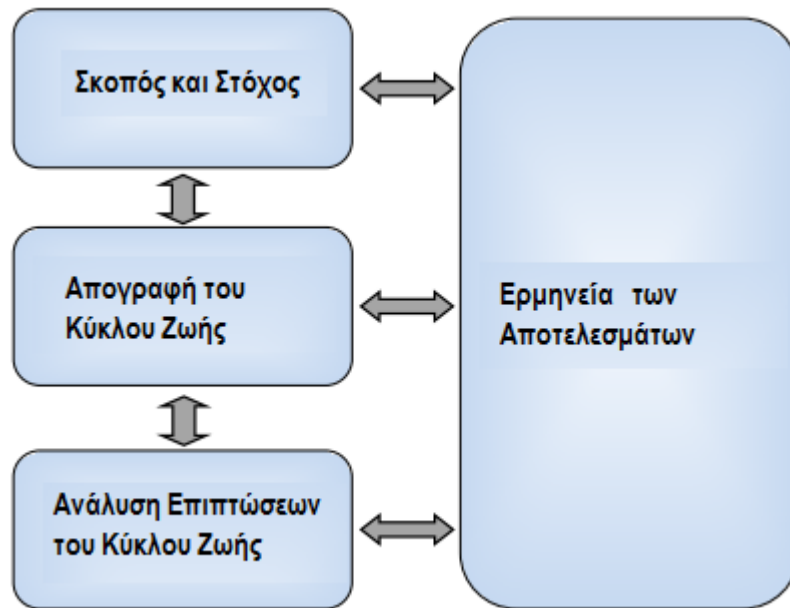 Σκοπός και Στόχος
Απογραφή του
Κύκλου Ζωής
Ανάλυση Επιπτώσεων
του Κύκλου Ζωής
Ερμηνεία των
Αποτελεσμάτων